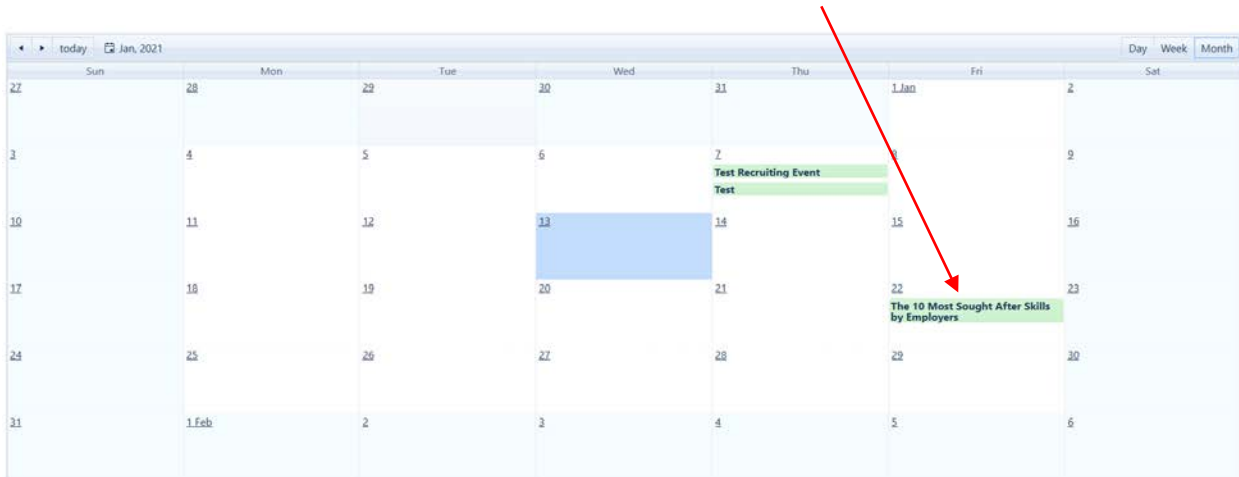 today Jan, 2021 Day Week Month
Sun Mon Tue Wed Thu Fri Sat
27 28 29 30 31 1 Jan 2
3 4 5 6 7 8 9
Test Recruiting Event
Test
10 11 12 13 14 15 16
17 18 19 20 21 22 23
The 10 Most Sought After Skills
by Employers
24 25 26 27 28 29 30
31 1 Feb 2 3 4 5 6